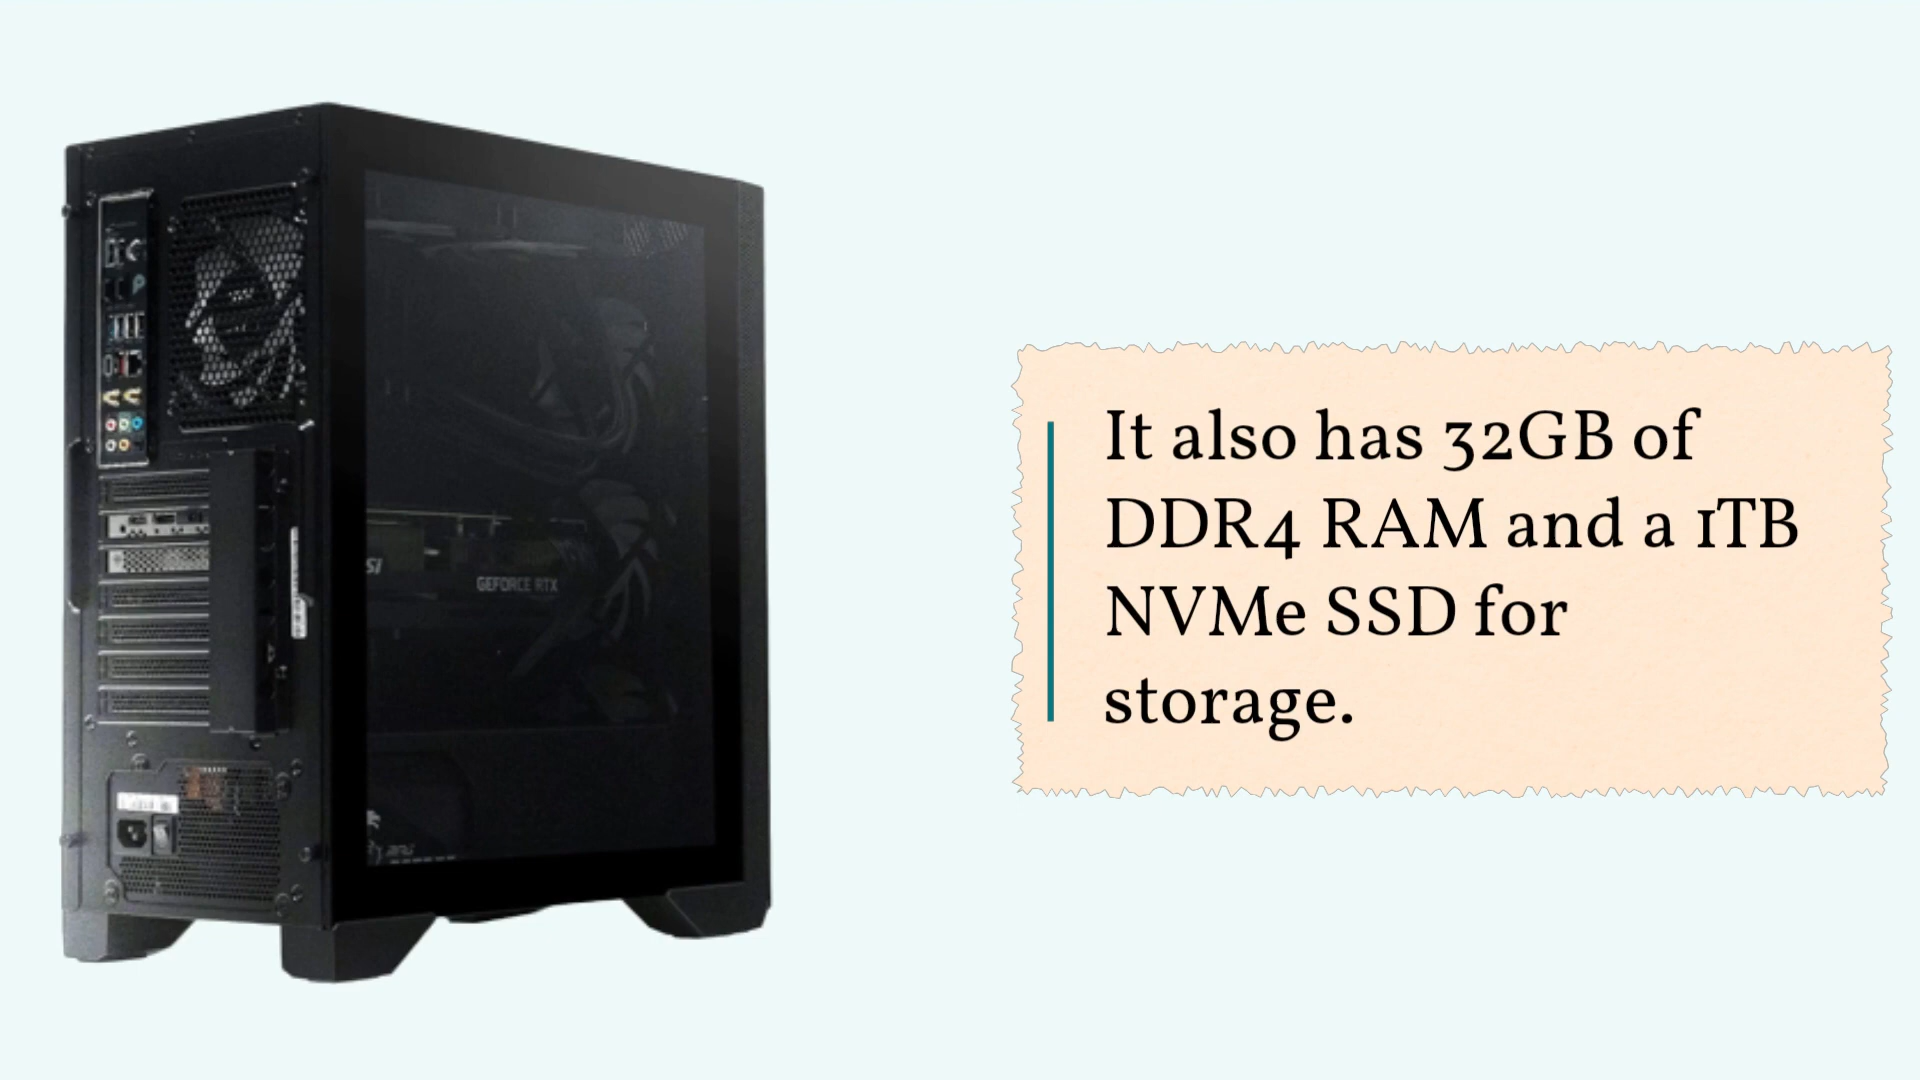 It also has 32GB of
DDR4 RAM and a 1TB
NVMe SSD for
storage.
GEFORCE RTX